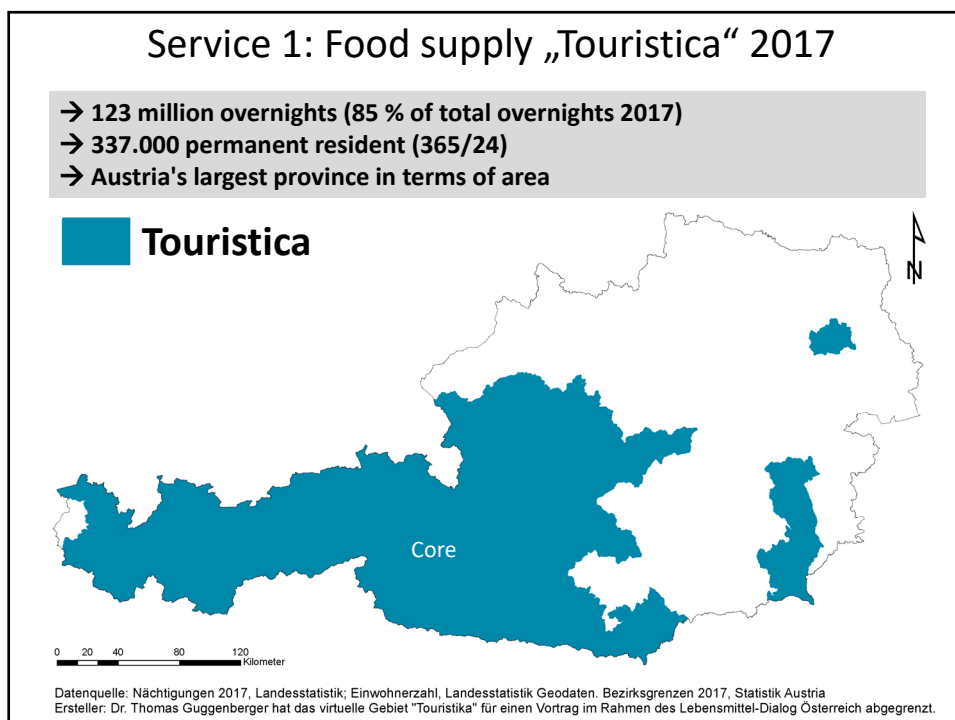 Service 1: Food supply „Touristica“ 2017
→ 123 million overnights (85 % of total overnights 2017)
→ 337.000 permanent resident (365/24)
→ Austria's largest province in terms of area
Touristica
N
Core
0 20 40 80 120
Kilometer
Datenquelle: Nächtigungen 2017, Landesstatistik; Einwohnerzahl, Landesstatistik Geodaten. Bezirksgrenzen 2017, Statistik Austria
Ersteller: Dr. Thomas Guggenberger hat das virtuelle Gebiet "Touristika" für einen Vortrag im Rahmen des Lebensmittel-Dialog Österreich abgegrenzt.